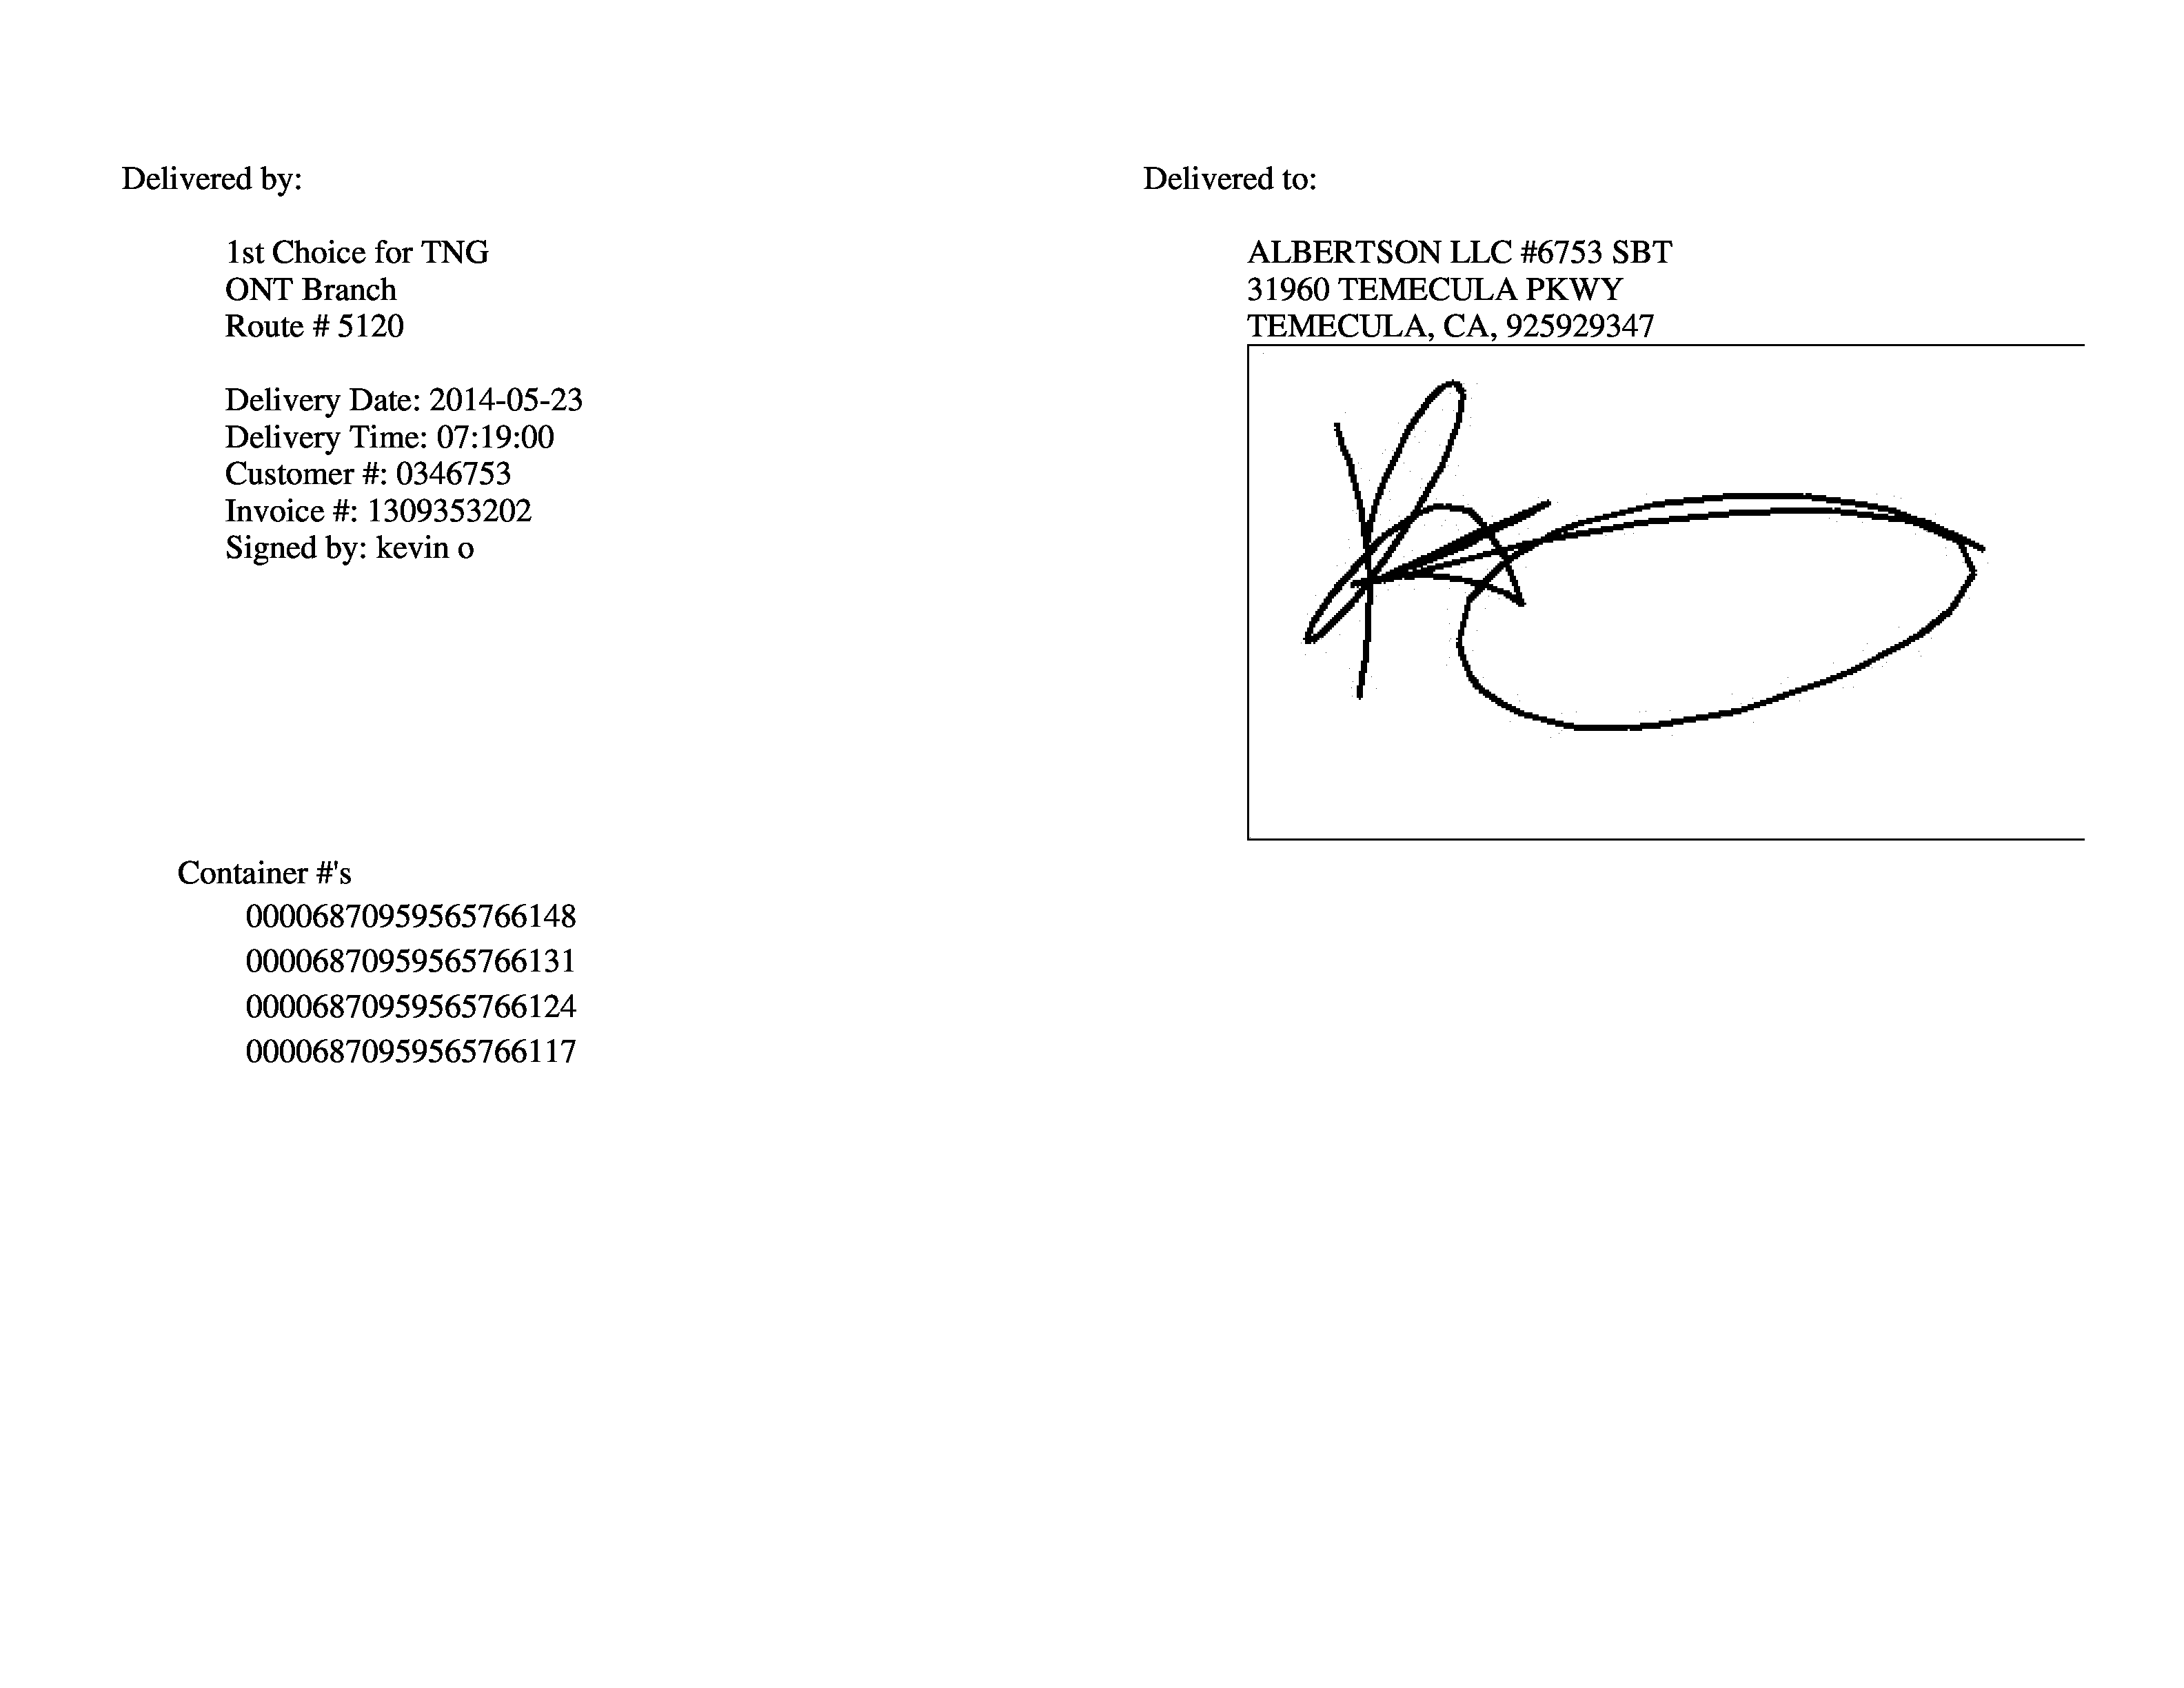 Delivered by:
1st Choice for TNG
ONT Branch
Route # 5120
Delivery Date: 2014-05-23
Delivery Time: 07:19:00
Customer #: 0346753
Invoice #: 1309353202
Signed by: kevin o
Delivered to:
ALBERTSON LLC #6753 SBT
31960 TEMECULA PKWY
TEMECULA, CA, 925929347
Container #'s
00006870959565766148
00006870959565766131
00006870959565766124
00006870959565766117